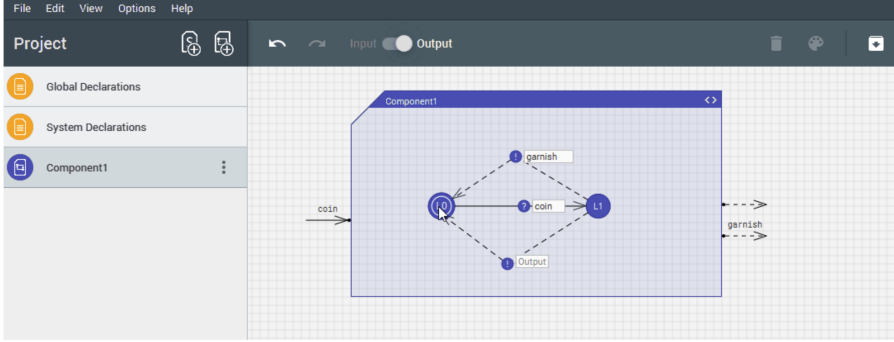 File Edit View Options Help
Project
Input Output
Global Declarations
System Declarations
Component1
Component1
! garnish
coin
L0
? coin
L1
garnish
! Output